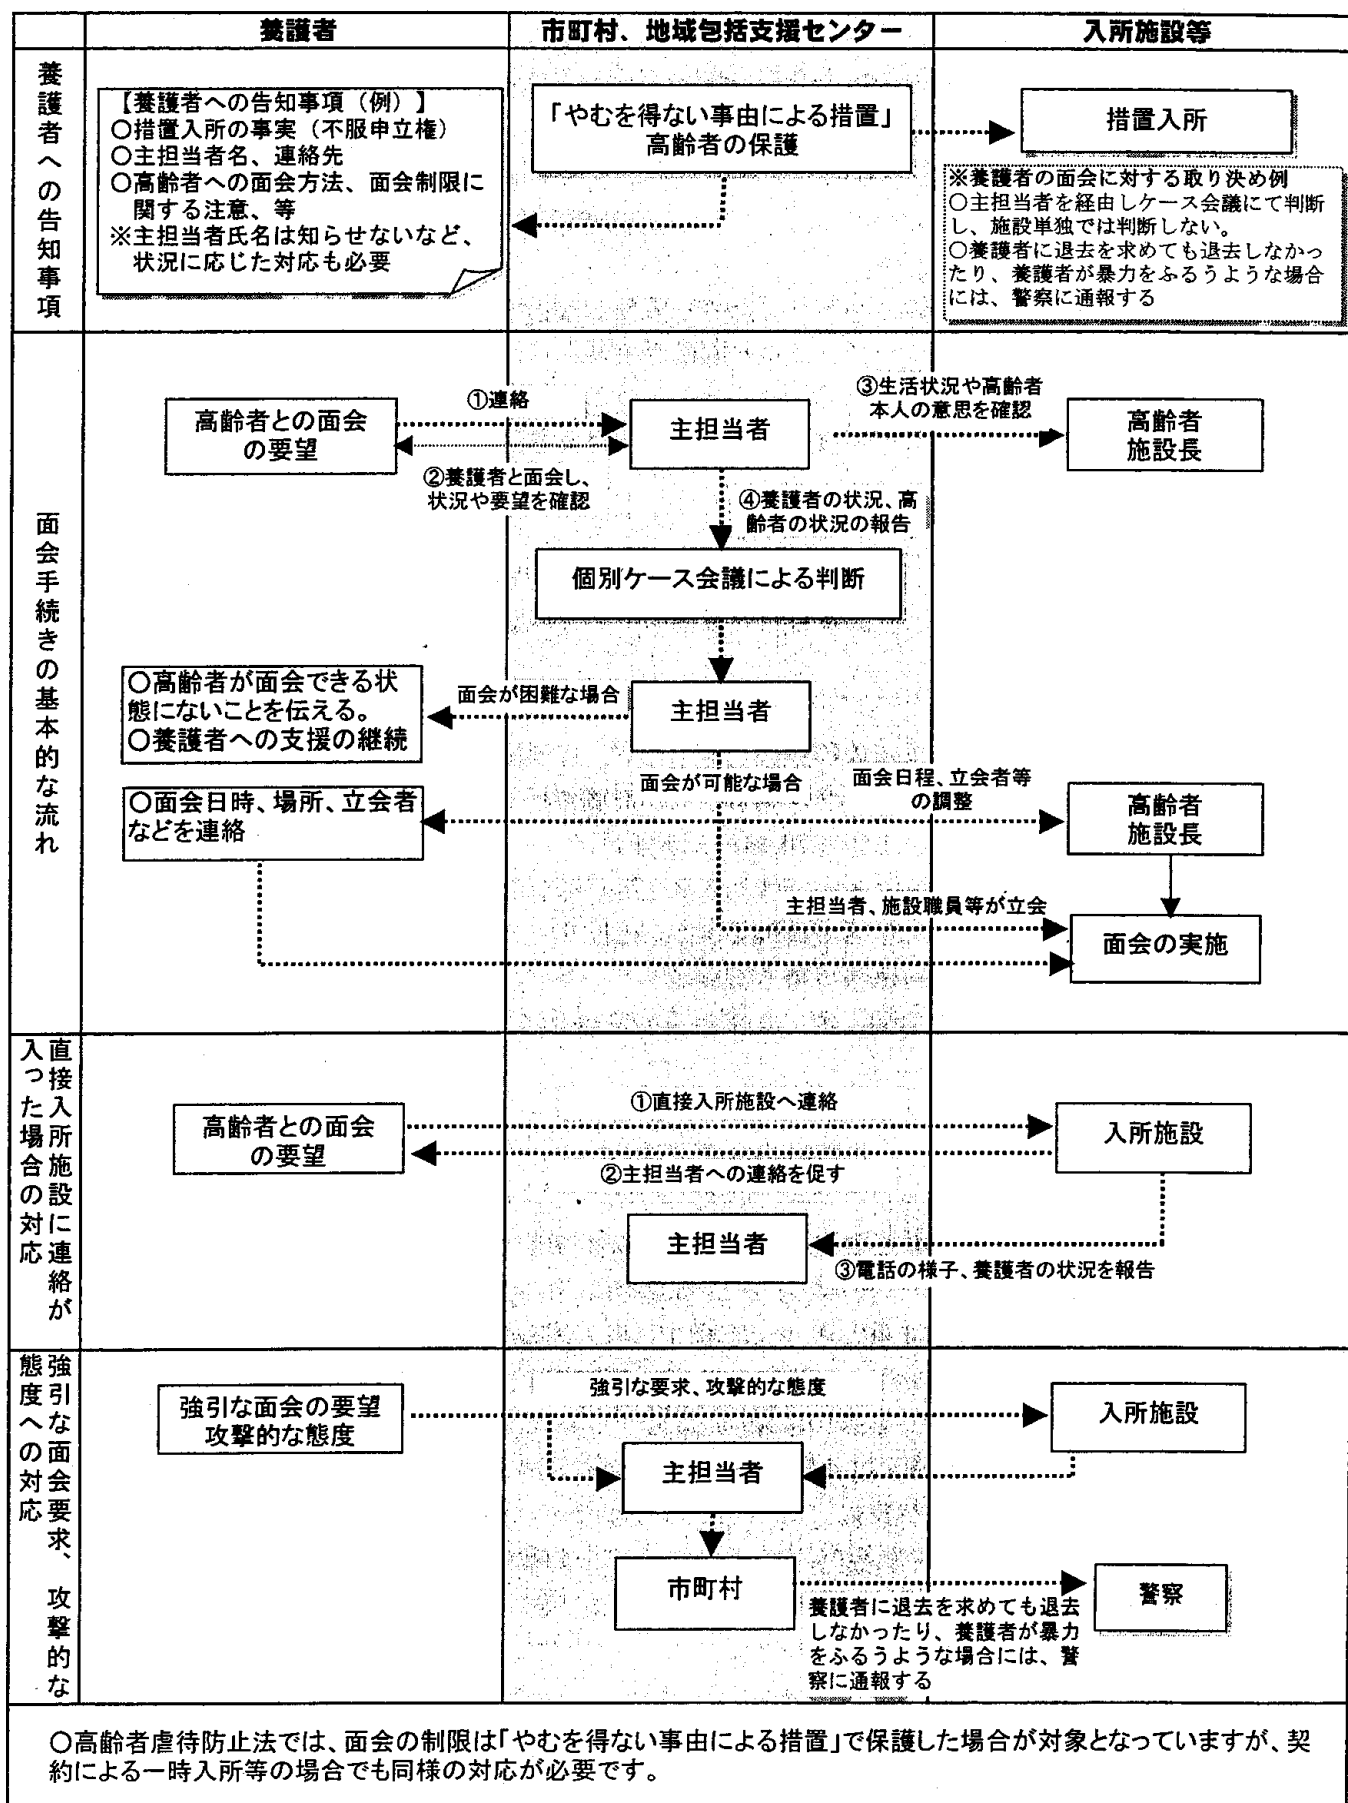 養護者
市町村、地域包括支援センター
入所施設等
養護者への告知事項
【養護者への告知事項（例）】
○措置入所の事実（不服申立権）
○主担当者名、連絡先
○高齢者への面会方法、面会制限に
関する注意、等
※主担当者氏名は知らせないなど、
状況に応じた対応も必要
「やむを得ない事由による措置」
高齢者の保護
措置入所
※養護者の面会に対する取り決め例
○主担当者を経由しケース会議にて判断
し、施設単独では判断しない。
○養護者に退去を求めても退去しなかっ
たり、養護者が暴力をふるうような場合
には、警察に通報する
面会手続きの基本的な流れ
高齢者との面会
の要望
①連絡
②養護者と面会し、
状況や要望を確認
主担当者
③生活状況や高齢者
本人の意思を確認
高齢者
施設長
④養護者の状況、高
齢者の状況の報告
個別ケース会議による判断
○高齢者が面会できる状
態にないことを伝える。
○養護者への支援の継続
面会が困難な場合
主担当者
面会が可能な場合
面会日程、立会者等
の調整
○面会日時、場所、立会者
などを連絡
高齢者
施設長
主担当者、施設職員等が立会
面会の実施
直接入所施設に連絡が
入った場合の対応
高齢者との面会
の要望
①直接入所施設へ連絡
②主担当者への連絡を促す
入所施設
主担当者
③電話の様子、養護者の状況を報告
強引な面会要求、攻撃的な
態度への対応
強引な面会の要望
攻撃的な態度
強引な要求、攻撃的な態度
入所施設
主担当者
市町村
警察
養護者に退去を求めても退去
しなかったり、養護者が暴力
をふるうような場合には、警
察に通報する
○高齢者虐待防止法では、面会の制限は「やむを得ない事由による措置」で保護した場合が対象となっていますが、契
約による一時入所等の場合でも同様の対応が必要です。